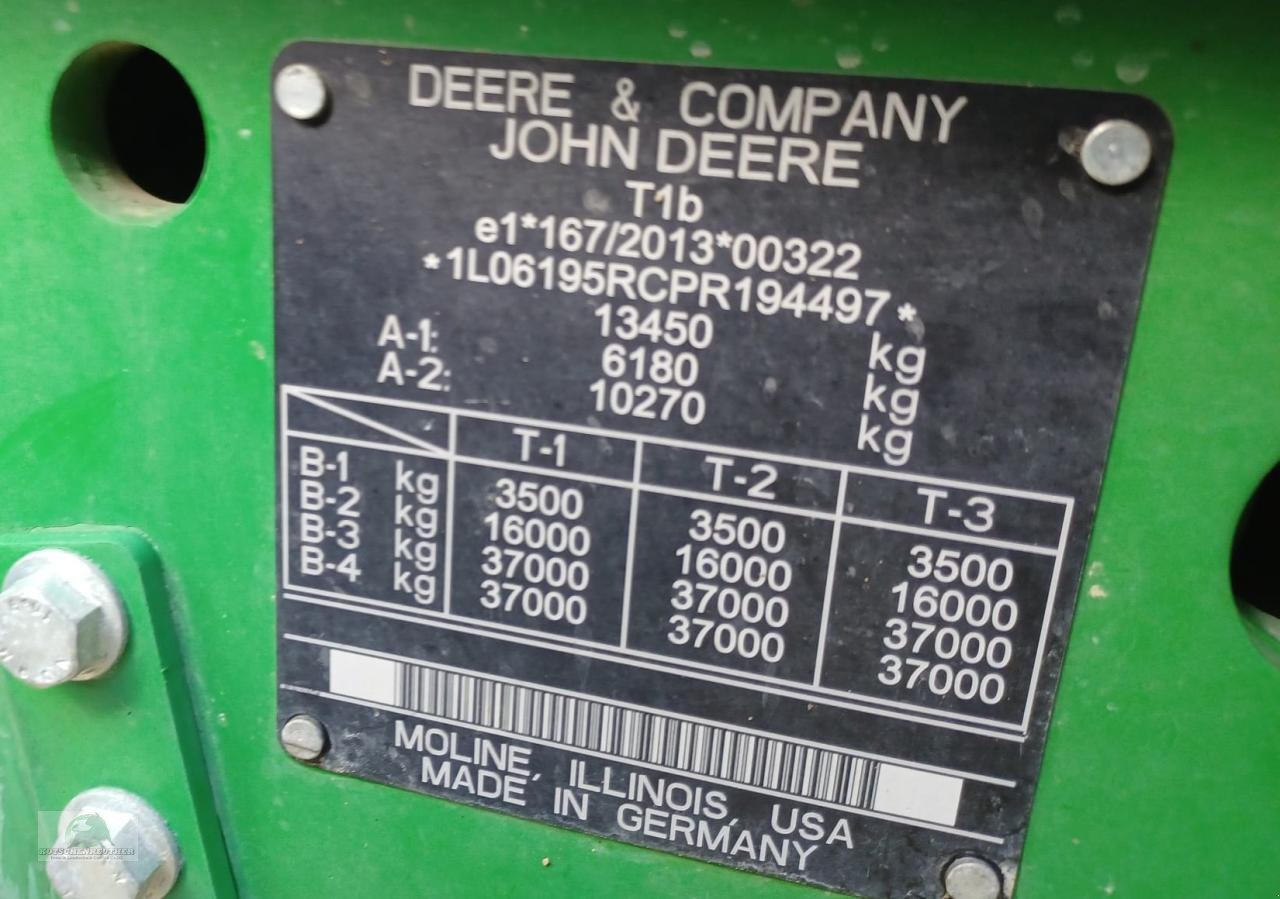 DEERE & COMPANY
JOHN DEERE
T1b
e1*167/2013*00322
*1L06195RCPR194497*
13450 kg
A-1: 6180 kg
A-2: 10270 kg
T-1 T-2 T-3
B-1 kg 3500 3500 3500
B-2 kg 16000 16000 16000
B-3 kg 37000 37000 37000
B-4 kg 37000 37000 37000
MOLINE, ILLINOIS, USA
MADE IN GERMANY
KOTSCHENREUTHER